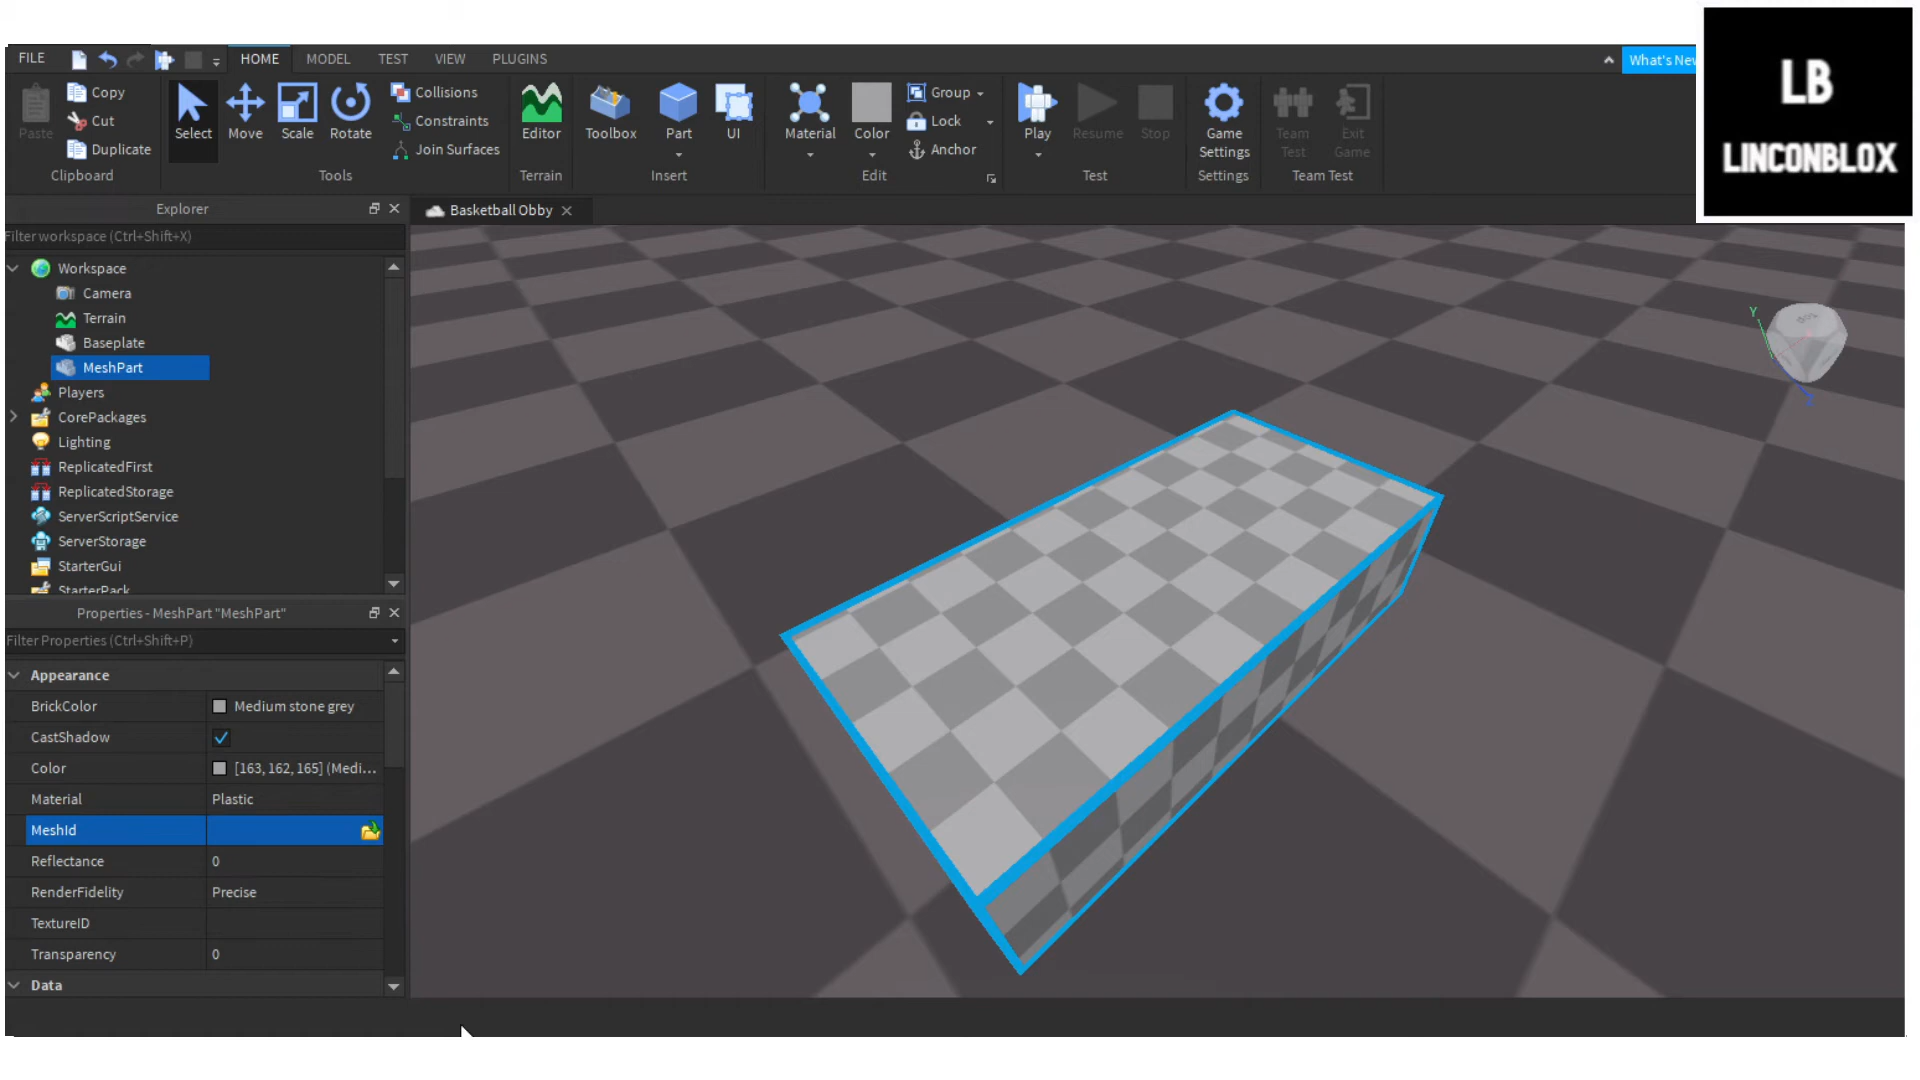 FILE HOME MODEL TEST VIEW PLUGINS What's New
LB
LINCONBLOX
Paste Copy Cut Duplicate
Clipboard
Select Move Scale Rotate Collisions Constraints Join Surfaces
Tools
Editor
Terrain
Toolbox Part UI
Insert
Material Color Group Lock Anchor
Edit
Play Resume Stop
Test
Game Settings
Settings
Team Test Exit Game
Team Test
Explorer
Filter workspace (Ctrl+Shift+X)
Workspace
Camera
Terrain
Baseplate
MeshPart
Players
CorePackages
Lighting
ReplicatedFirst
ReplicatedStorage
ServerScriptService
ServerStorage
StarterGui
StarterPack
Basketball Obby
Y
Z
Properties - MeshPart "MeshPart"
Filter Properties (Ctrl+Shift+P)
Appearance
BrickColor Medium stone grey
CastShadow
Color [163, 162, 165] (Medi...
Material Plastic
MeshId
Reflectance 0
RenderFidelity Precise
TextureID
Transparency 0
Data